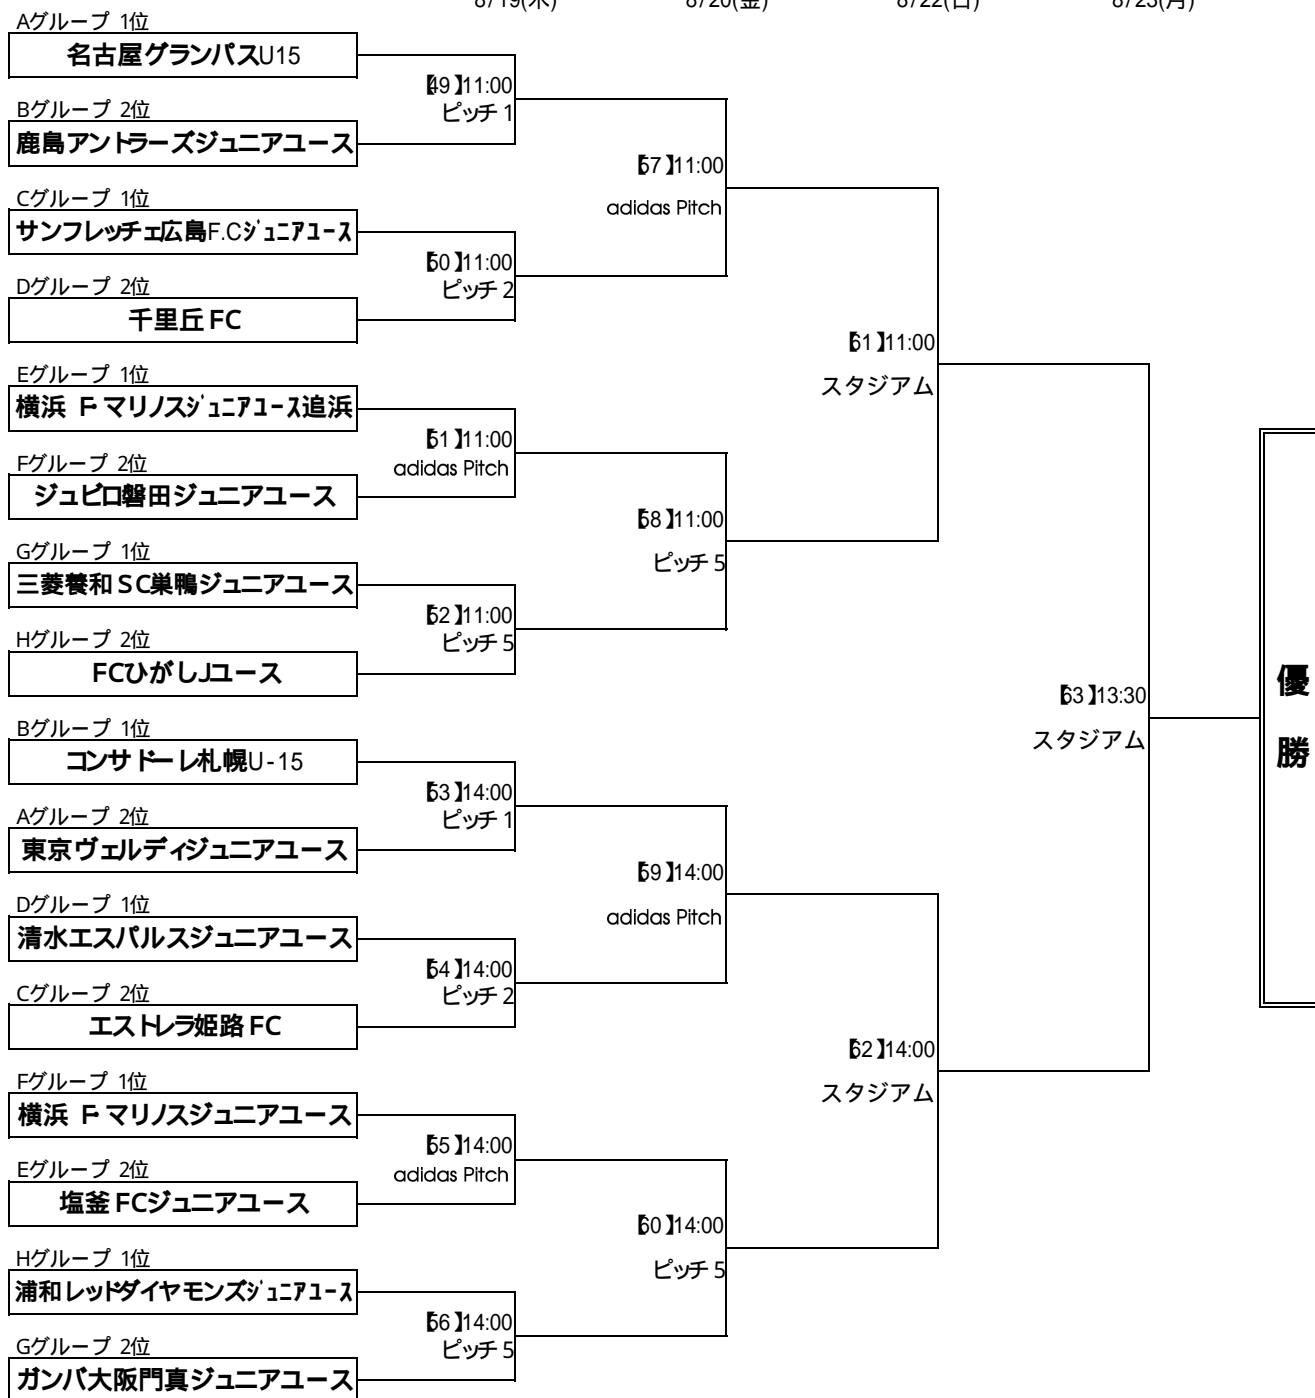 8/19(木) 8/20(金) 8/22(日) 8/23(月)
Aグループ 1位
名古屋グランパスU15
【49】11:00
ピッチ1
Bグループ 2位
鹿島アントラーズジュニアユース
【57】11:00
adidas Pitch
Cグループ 1位
サンフレッチェ広島F.Cジュニアユース
【50】11:00
ピッチ2
Dグループ 2位
千里丘FC
【61】11:00
スタジアム
Eグループ 1位
横浜F・マリノスジュニアユース追浜
【51】11:00
adidas Pitch
Fグループ 2位
ジュビロ磐田ジュニアユース
【58】11:00
ピッチ5
Gグループ 1位
三菱養和SC巣鴨ジュニアユース
【52】11:00
ピッチ5
Hグループ 2位
FCひがしJユース
【63】13:30
スタジアム
優
勝
Bグループ 1位
コンサドーレ札幌U-15
【53】14:00
ピッチ1
Aグループ 2位
東京ヴェルディジュニアユース
【59】14:00
adidas Pitch
Dグループ 1位
清水エスパルスジュニアユース
【54】14:00
ピッチ2
Cグループ 2位
エストレラ姫路FC
【62】14:00
スタジアム
Fグループ 1位
横浜F・マリノスジュニアユース
【55】14:00
adidas Pitch
Eグループ 2位
塩釜FCジュニアユース
【60】14:00
ピッチ5
Hグループ 1位
浦和レッドダイヤモンズジュニアユース
【56】14:00
ピッチ5
Gグループ 2位
ガンバ大阪門真ジュニアユース